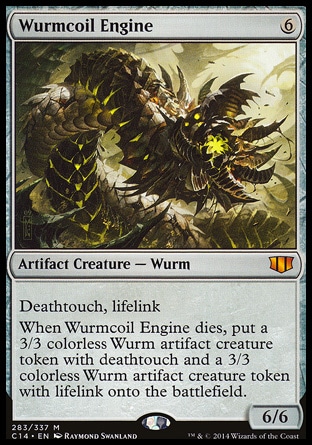 Wurmcoil Engine 6
Artifact Creature — Wurm
Deathtouch, lifelink
When Wurmcoil Engine dies, put a
3/3 colorless Wurm artifact creature
token with deathtouch and a 3/3
colorless Wurm artifact creature
token with lifelink onto the battlefield.
6/6
283/337 M
C14 • EN RAYMOND SWANLAND
™ & © 2014 Wizards of the Coast